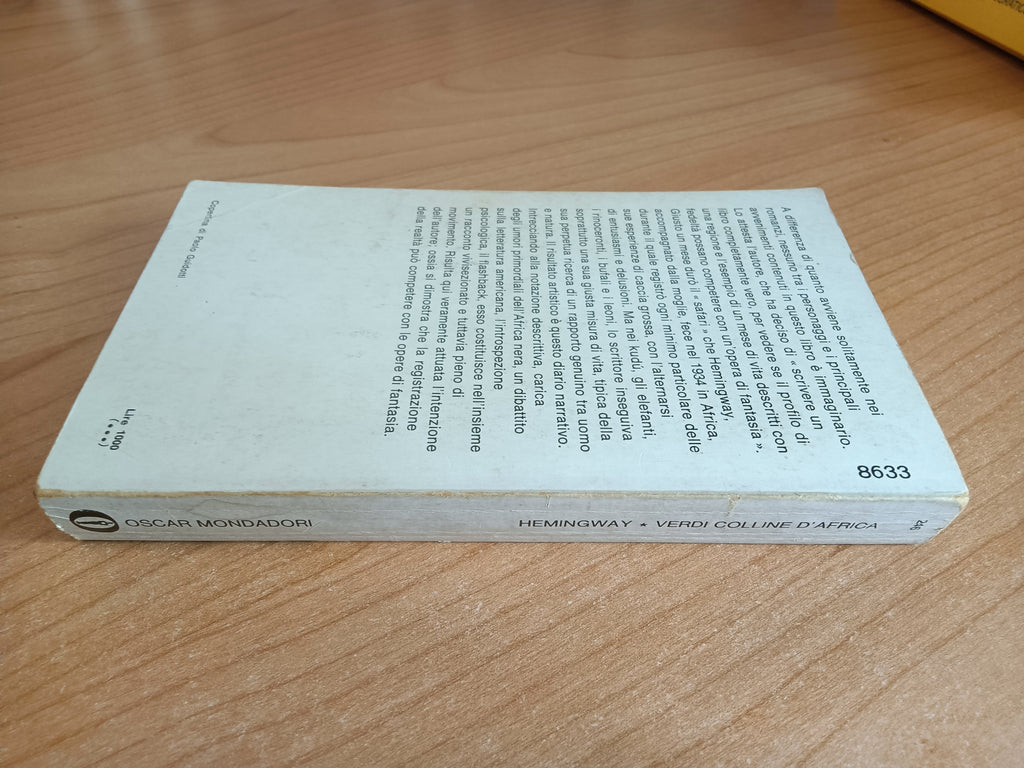 A differenza di quanto avviene solitamente nei
romanzi, nessuno tra i personaggi e i principali
avvenimenti contenuti in questo libro è immaginario.
Lo attesta l'autore, che ha deciso di « scrivere un
libro completamente vero, per vedere se il profilo di
una regione e l'esempio di un mese di vita descritti con
fedeltà possano competere con un'opera di fantasia ».
Giusto un mese durò il « safari » che Hemingway,
accompagnato dalla moglie, fece nel 1934 in Africa,
durante il quale registrò ogni minimo particolare delle
sue esperienze di caccia grossa, con l'alternarsi
di entusiasmi e delusioni. Ma nei kudù, gli elefanti,
i rinoceronti, i bufali e i leoni, lo scrittore inseguiva
soprattutto una sua giusta misura di vita, tipica della
sua perpetua ricerca di un rapporto genuino tra uomo
e natura. Il risultato artistico è questo diario narrativo.
Intrecciando alla notazione descrittiva, carica
degli umori primordiali dell'Africa nera, un dibattito
sulla letteratura americana, l'introspezione
psicologica, il flashback, esso costituisce nell'insieme
un racconto vivisezionato e tuttavia pieno di
movimento. Risulta qui veramente attuata l'intenzione
dell'autore; ossia si dimostra che la registrazione
della realtà può competere con le opere di fantasia.
Copertina di Paolo Guidotti
Lire 1000
(•••)
8633
OSCAR MONDADORI
HEMINGWAY ★ VERDI COLLINE D'AFRICA